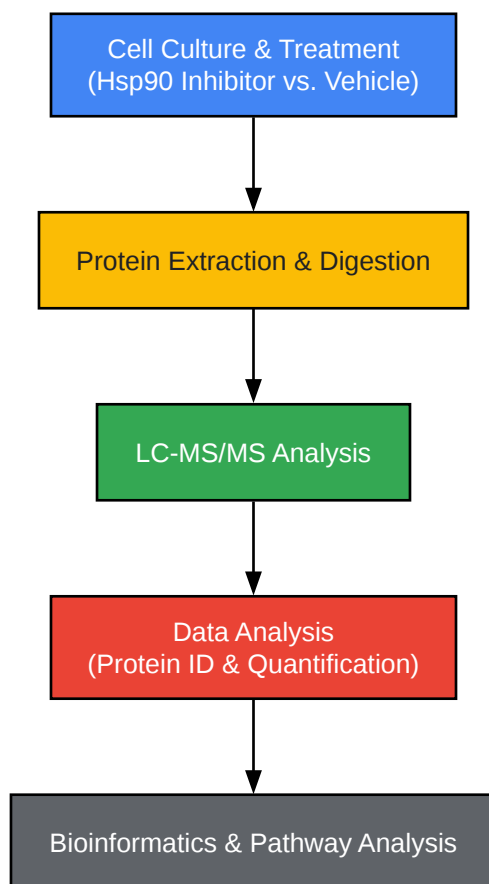 Cell Culture & Treatment
(Hsp90 Inhibitor vs. Vehicle)
Protein Extraction & Digestion
LC-MS/MS Analysis
Data Analysis
(Protein ID & Quantification)
Bioinformatics & Pathway Analysis